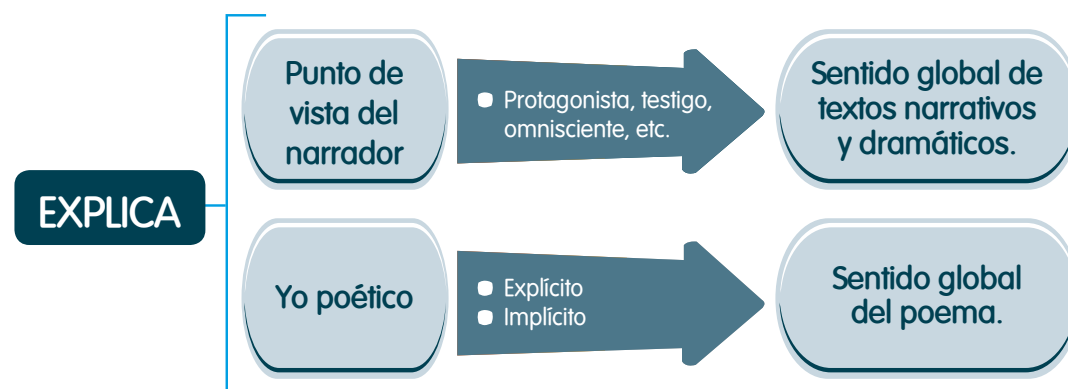 EXPLICA
Punto de
vista del
narrador
Protagonista, testigo,
omnisciente, etc.
Sentido global de
textos narrativos
y dramáticos.
Yo poético
Explícito
Implícito
Sentido global
del poema.